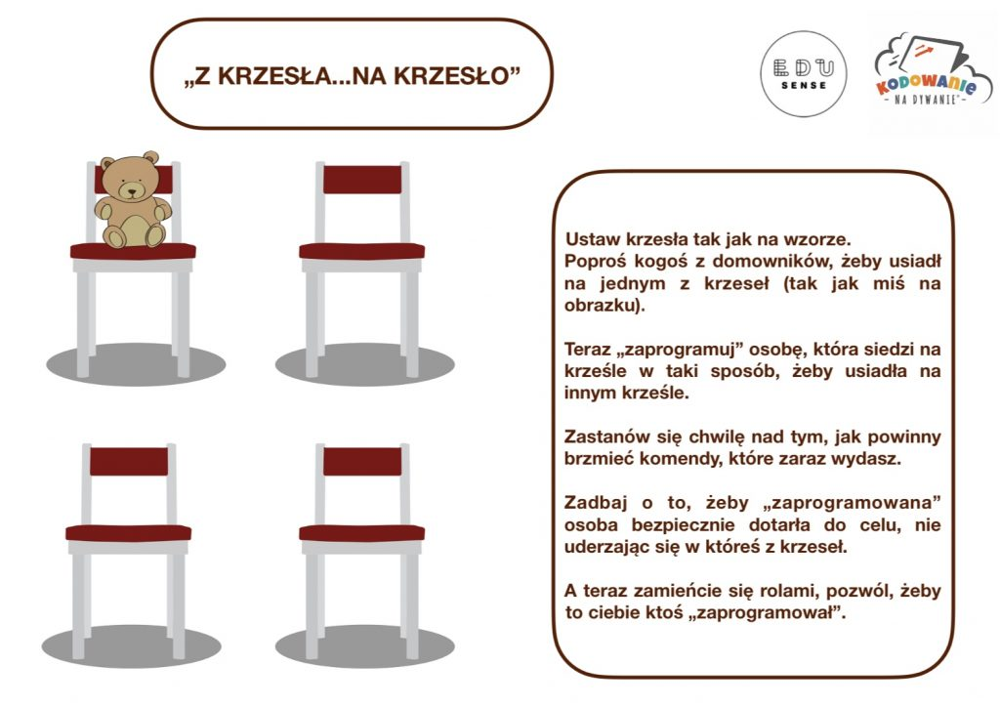 „Z KRZESŁA...NA KRZESŁO”
EDU
SENSE
KODOWANIE
- NA DYWANIE® -
Ustaw krzesła tak jak na wzorze.
Poproś kogoś z domowników, żeby usiadł
na jednym z krzeseł (tak jak miś na
obrazku).
Teraz „zaprogramuj” osobę, która siedzi na
krześle w taki sposób, żeby usiadła na
innym krześle.
Zastanów się chwilę nad tym, jak powinny
brzmieć komendy, które zaraz wydasz.
Zadbaj o to, żeby „zaprogramowana”
osoba bezpiecznie dotarła do celu, nie
uderzając się w któreś z krzeseł.
A teraz zamieńcie się rolami, pozwól, żeby
to ciebie ktoś „zaprogramował”.